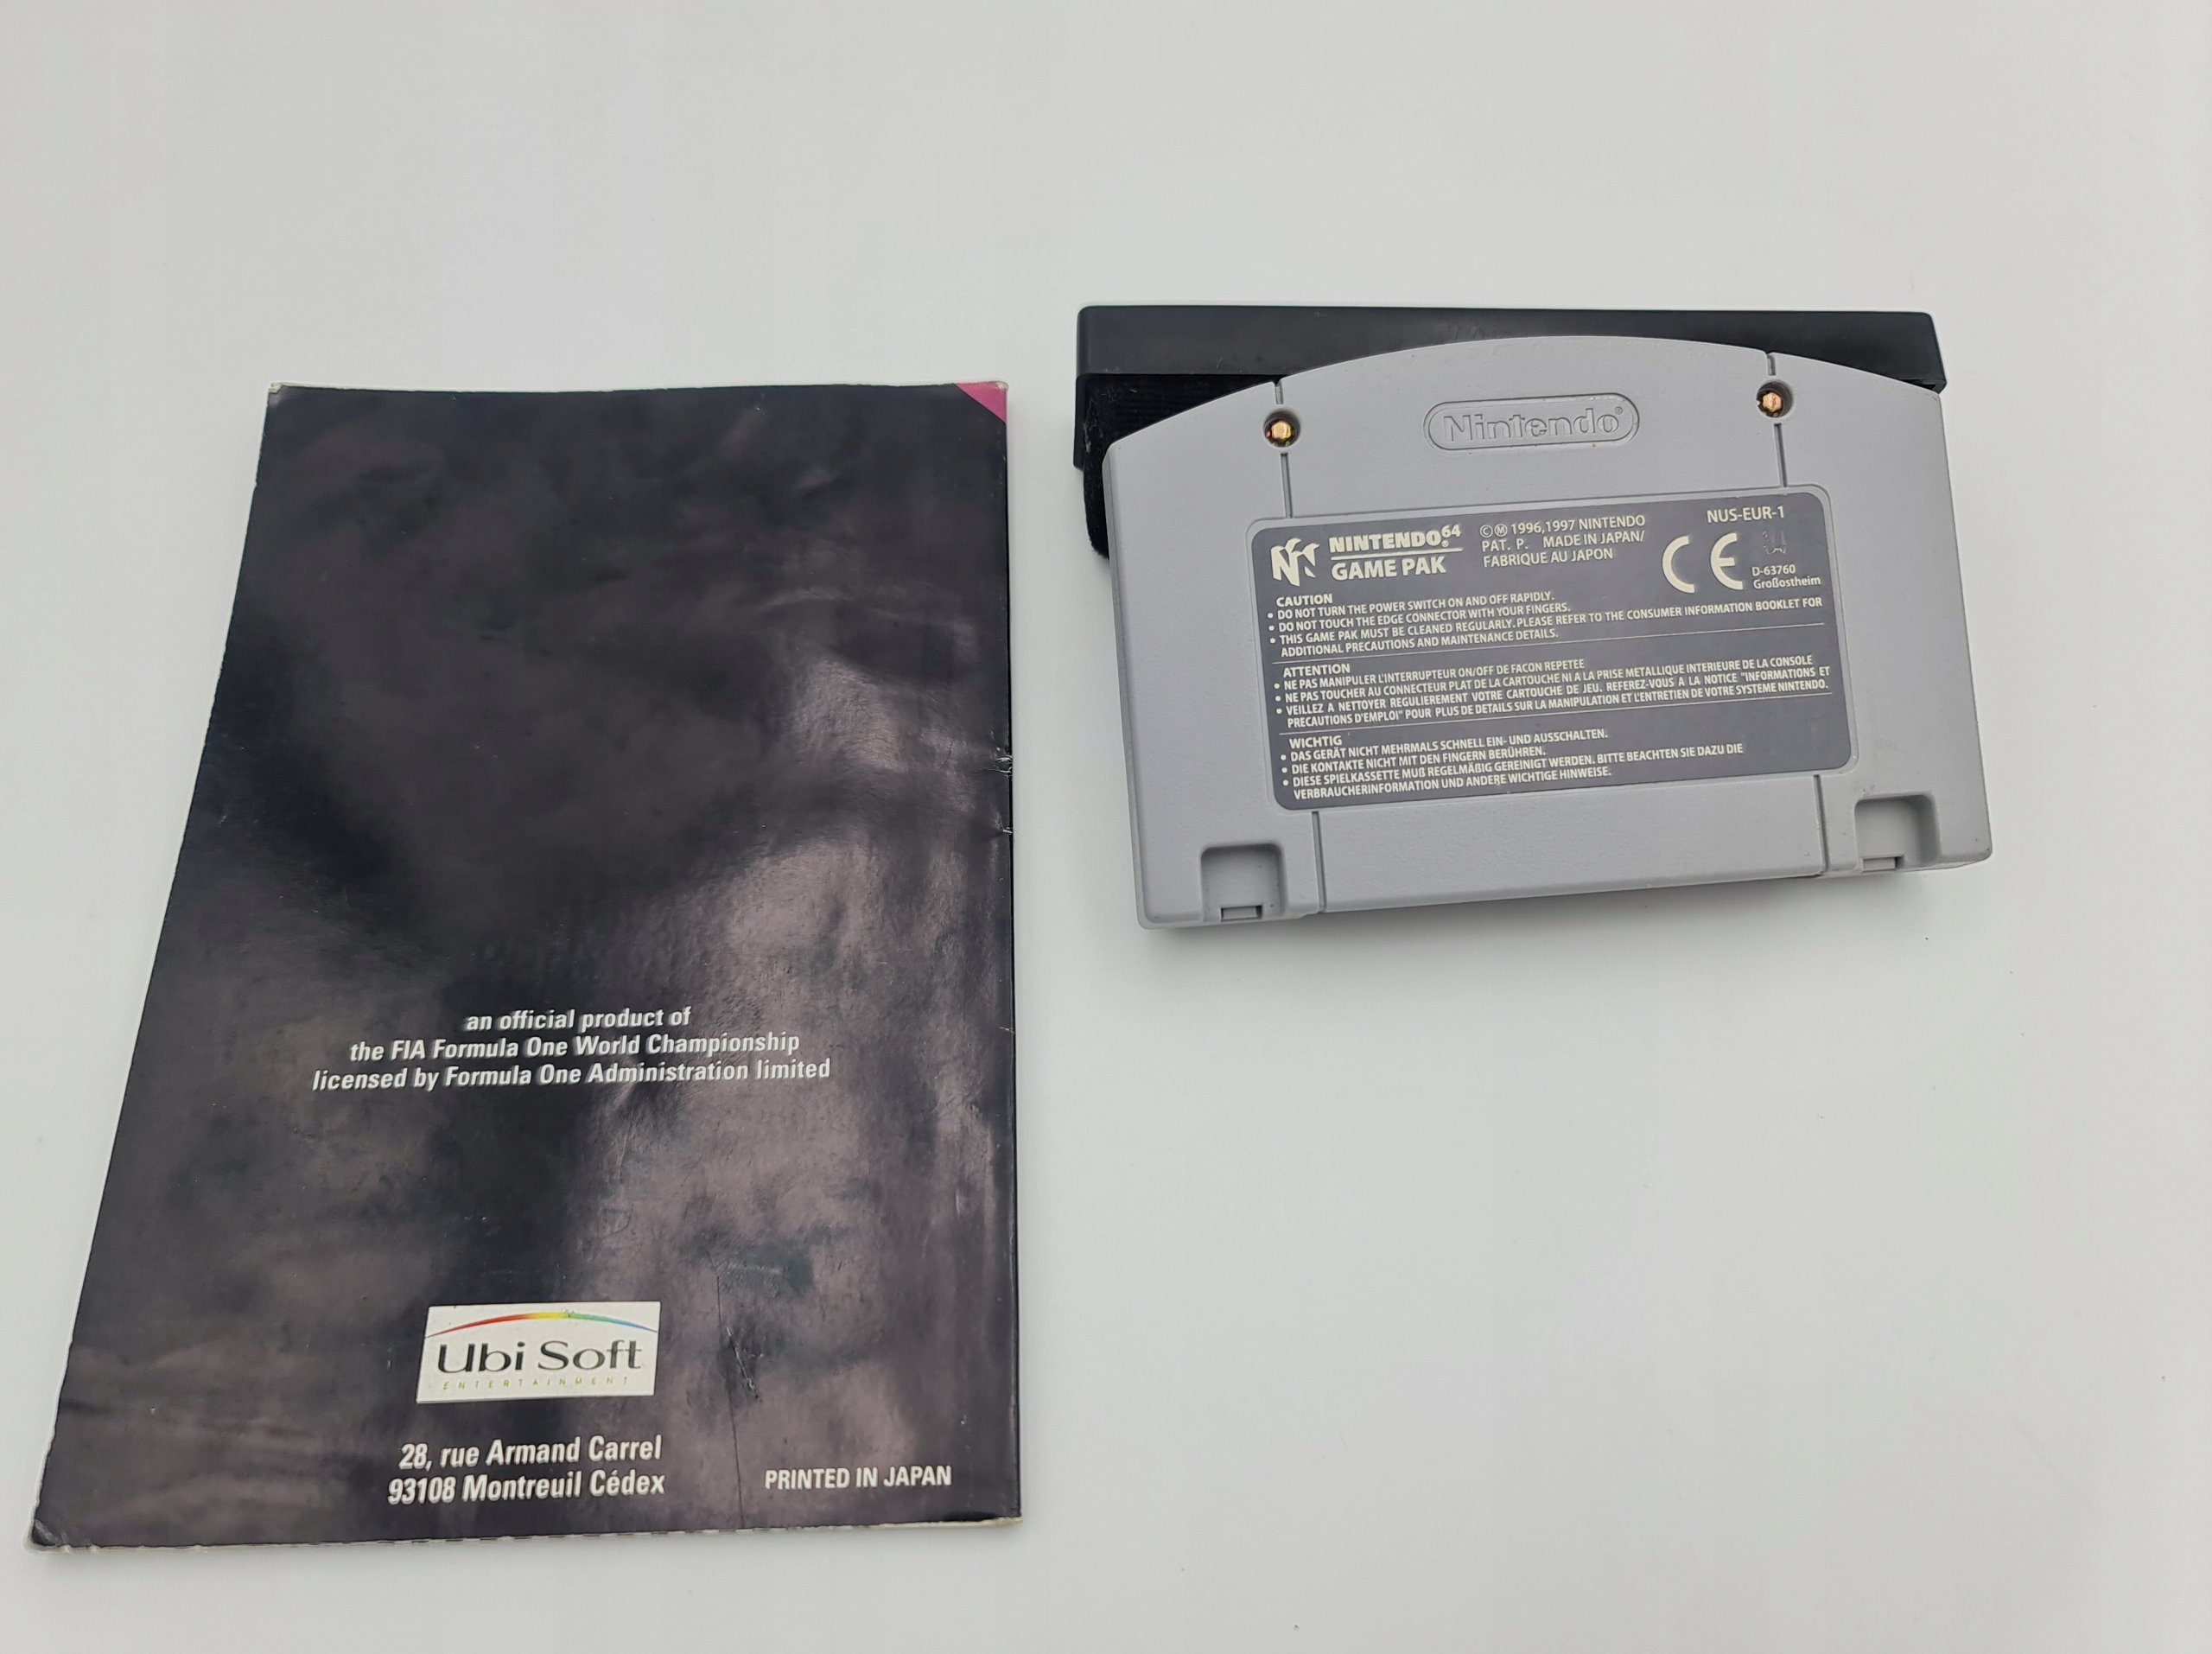 an official product of
the FIA Formula One World Championship
licensed by Formula One Administration limited
Ubi Soft
ENTERTAINMENT
28, rue Armand Carrel
93108 Montreuil Cédex
PRINTED IN JAPAN
Nintendo®
NINTENDO64
GAME PAK
©Ⓜ 1996,1997 NINTENDO
PAT. P. MADE IN JAPAN/
FABRIQUE AU JAPON
NUS-EUR-1
CE
D-63760
Großostheim
CAUTION
• DO NOT TURN THE POWER SWITCH ON AND OFF RAPIDLY.
• DO NOT TOUCH THE EDGE CONNECTOR WITH YOUR FINGERS.
• THIS GAME PAK MUST BE CLEANED REGULARLY. PLEASE REFER TO THE CONSUMER INFORMATION BOOKLET FOR
ADDITIONAL PRECAUTIONS AND MAINTENANCE DETAILS.
ATTENTION
• NE PAS MANIPULER L'INTERRUPTEUR ON/OFF DE FACON REPETEE
• NE PAS TOUCHER AU CONNECTEUR PLAT DE LA CARTOUCHE NI A LA PRISE METALLIQUE INTERIEURE DE LA CONSOLE
• VEILLEZ A NETTOYER REGULIEREMENT VOTRE CARTOUCHE DE JEU. REFEREZ-VOUS A LA NOTICE "INFORMATIONS ET
PRECAUTIONS D'EMPLOI" POUR PLUS DE DETAILS SUR LA MANIPULATION ET L'ENTRETIEN DE VOTRE SYSTEME NINTENDO.
WICHTIG
• DAS GERÄT NICHT MEHRMALS SCHNELL EIN- UND AUSSCHALTEN.
• DIE KONTAKTE NICHT MIT DEN FINGERN BERÜHREN.
• DIESE SPIELKASSETTE MUß REGELMÄßIG GEREINIGT WERDEN. BITTE BEACHTEN SIE DAZU DIE
VERBRAUCHERINFORMATION UND ANDERE WICHTIGE HINWEISE.